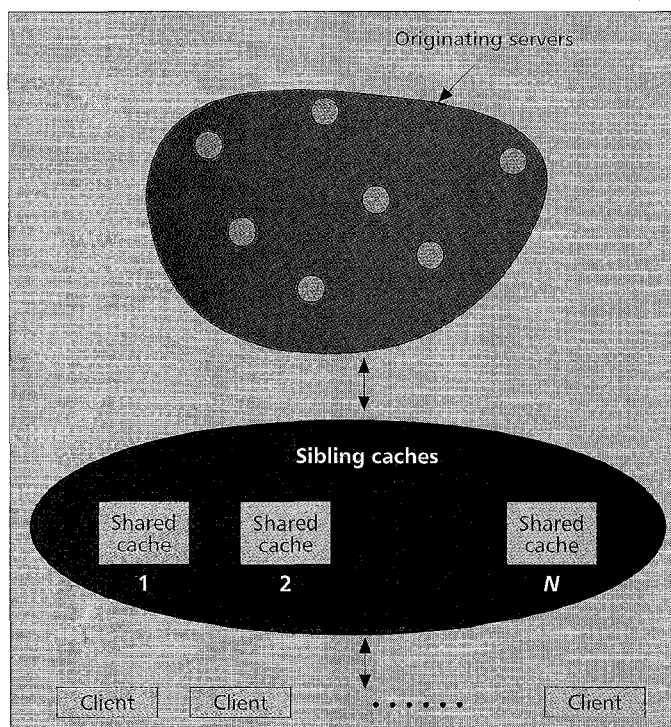 Originating servers
Sibling caches
Shared
cache
Shared
cache
Shared
cache
1
2
N
Client
Client
......
Client